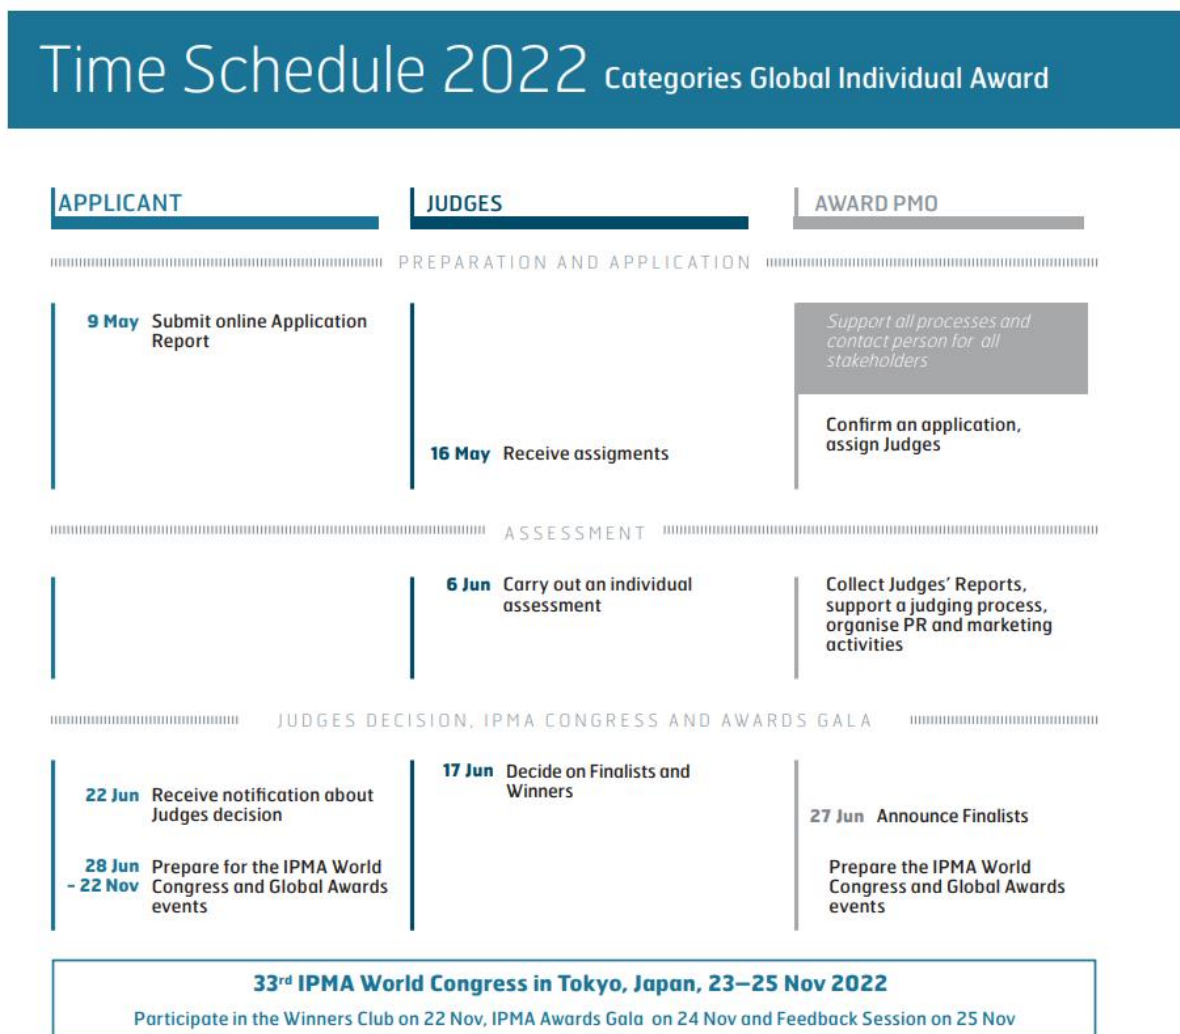 Time Schedule 2022 Categories Global Individual Award
APPLICANT
JUDGES
AWARD PMO
PREPARATION AND APPLICATION
9 May Submit online Application
Report
16 May Receive assigments
Support all processes and
contact person for all
stakeholders
Confirm an application,
assign Judges
ASSESSMENT
6 Jun Carry out an individual
assessment
Collect Judges' Reports,
support a judging process,
organise PR and marketing
activities
JUDGES DECISION, IPMA CONGRESS AND AWARDS GALA
22 Jun Receive notification about
Judges decision
28 Jun Prepare for the IPMA World
– 22 Nov Congress and Global Awards
events
17 Jun Decide on Finalists and
Winners
27 Jun Announce Finalists
Prepare the IPMA World
Congress and Global Awards
events
33rd IPMA World Congress in Tokyo, Japan, 23–25 Nov 2022
Participate in the Winners Club on 22 Nov, IPMA Awards Gala on 24 Nov and Feedback Session on 25 Nov